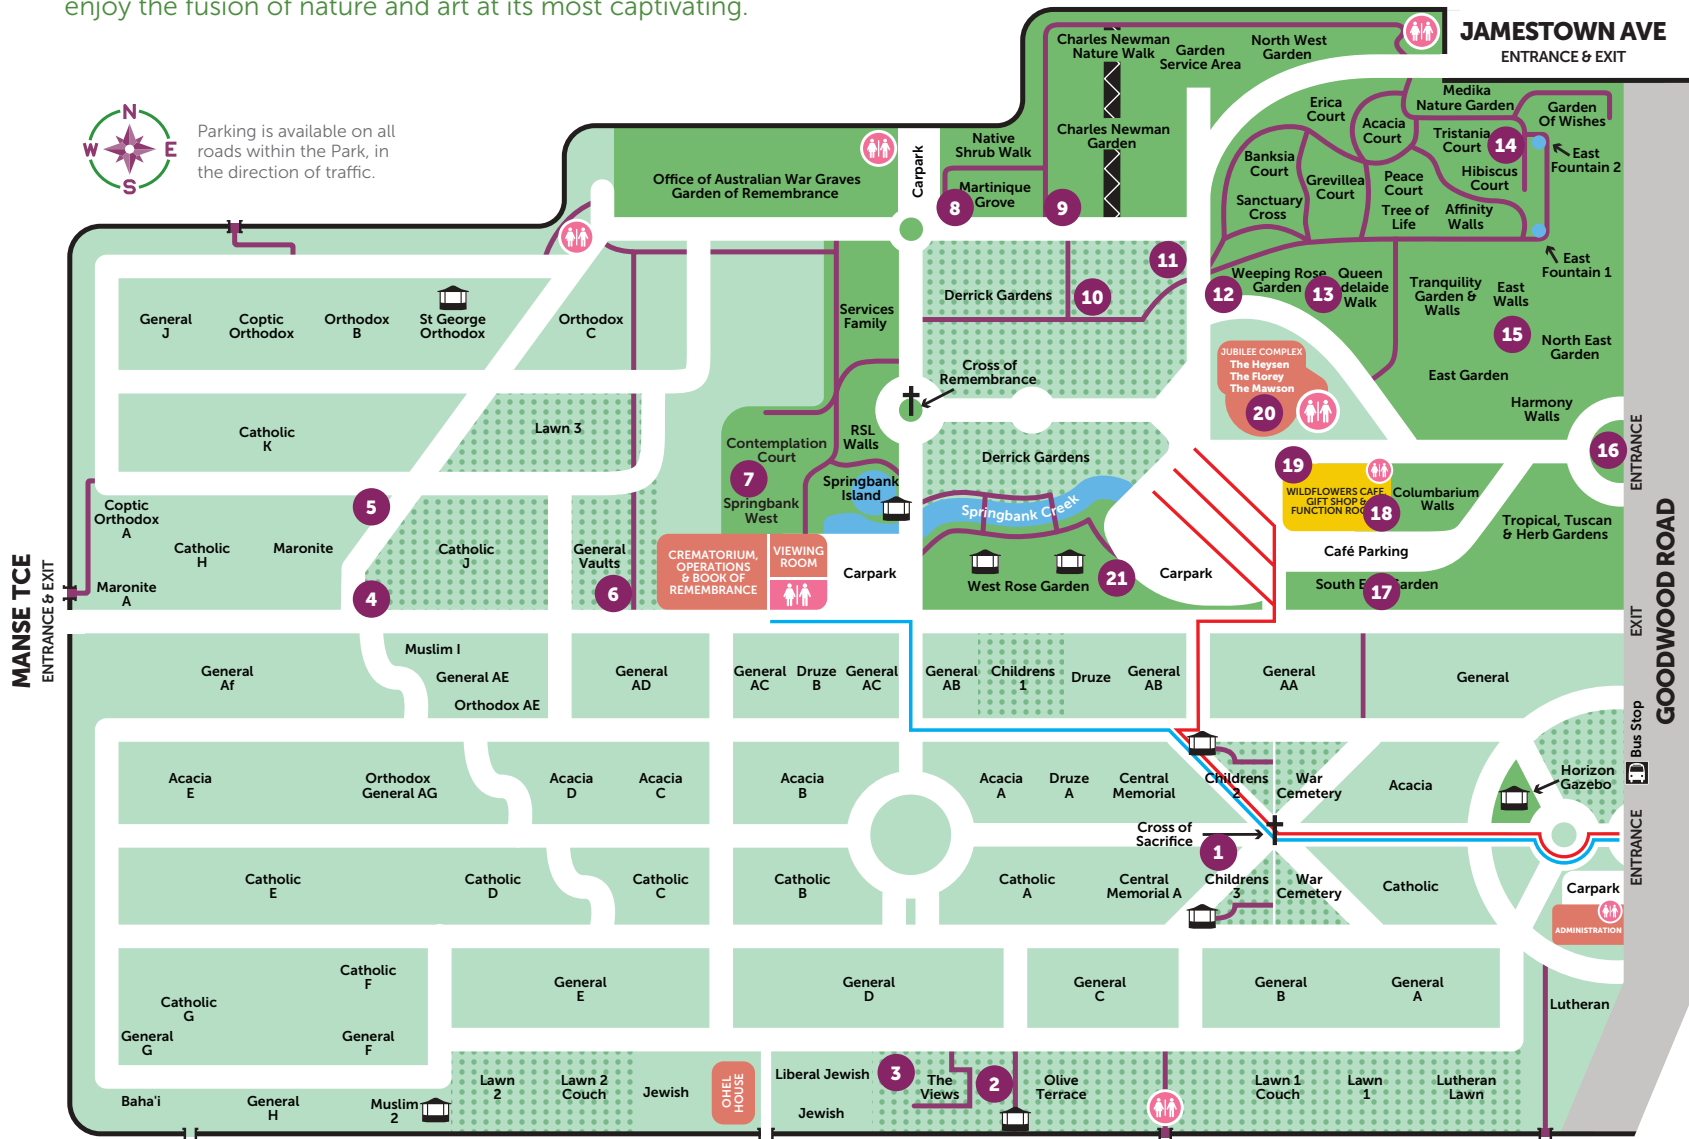 enjoy the fusion of nature and art at its most captivating.
JAMESTOWN AVE
ENTRANCE & EXIT
N
W
E
S
Parking is available on all
roads within the Park, in
the direction of traffic.
Charles Newman
Nature Walk
Garden
Service Area
North West
Garden
Charles Newman
Garden
Native
Shrub Walk
Martinique
Grove
8
9
Carpark
Office of Australian War Graves
Garden of Remembrance
Erica
Court
Acacia
Court
Medika
Nature Garden
Garden
Of Wishes
Tristania
Court
14
East
Fountain 2
Banksia
Court
Grevillea
Court
Peace
Court
Hibiscus
Court
Sanctuary
Cross
Tree of
Life
Affinity
Walls
East
Fountain 1
11
Weeping Rose
Garden
12
13
Queen
delaide
Walk
Tranquility
Garden &
Walls
East
Walls
15
North East
Garden
East Garden
Harmony
Walls
16
ENTRANCE
Derrick Gardens
10
Services
Family
General
J
Coptic
Orthodox
Orthodox
B
St George
Orthodox
Orthodox
C
Cross of
Remembrance
JUBILEE COMPLEX
The Heysen
The Florey
The Mawson
20
Catholic
K
Lawn 3
Contemplation
Court
7
Springbank
West
RSL
Walls
Springbank
Island
Derrick Gardens
Springbank Creek
19
WILDFLOWERS CAFE,
GIFT SHOP &
FUNCTION ROO
18
Columbarium
Walls
Tropical, Tuscan
& Herb Gardens
Café Parking
South E
Garden
17
5
Coptic
Orthodox
A
Catholic
H
Maronite
Maronite
A
4
Catholic
J
General
Vaults
6
CREMATORIUM,
OPERATIONS
& BOOK OF
REMEMBRANCE
VIEWING
ROOM
Carpark
West Rose Garden
21
Carpark
MANSE TCE
ENTRANCE & EXIT
EXIT
GOODWOOD ROAD
General
Af
Muslim I
General AE
Orthodox AE
General
AD
General
AC
Druze
B
General
AC
General
AB
Childrens
1
Druze
General
AB
General
AA
General
Bus Stop
Acacia
E
Orthodox
General AG
Acacia
D
Acacia
C
Acacia
B
Acacia
A
Druze
A
Central
Memorial
Childrens
2
War
Cemetery
Acacia
Horizon
Gazebo
Cross of
Sacrifice
1
ENTRANCE
Catholic
E
Catholic
D
Catholic
C
Catholic
B
Catholic
A
Central
Memorial A
Childrens
3
War
Cemetery
Catholic
Carpark
ADMINISTRATION
Catholic
F
Catholic
G
General
G
General
F
General
E
General
D
General
C
General
B
General
A
Lutheran
Baha'i
General
H
Muslim
2
Lawn
2
Lawn 2
Couch
Jewish
OHEL
HOUSE
Liberal Jewish
Jewish
3
The
Views
2
Olive
Terrace
Lawn 1
Couch
Lawn
1
Lutheran
Lawn